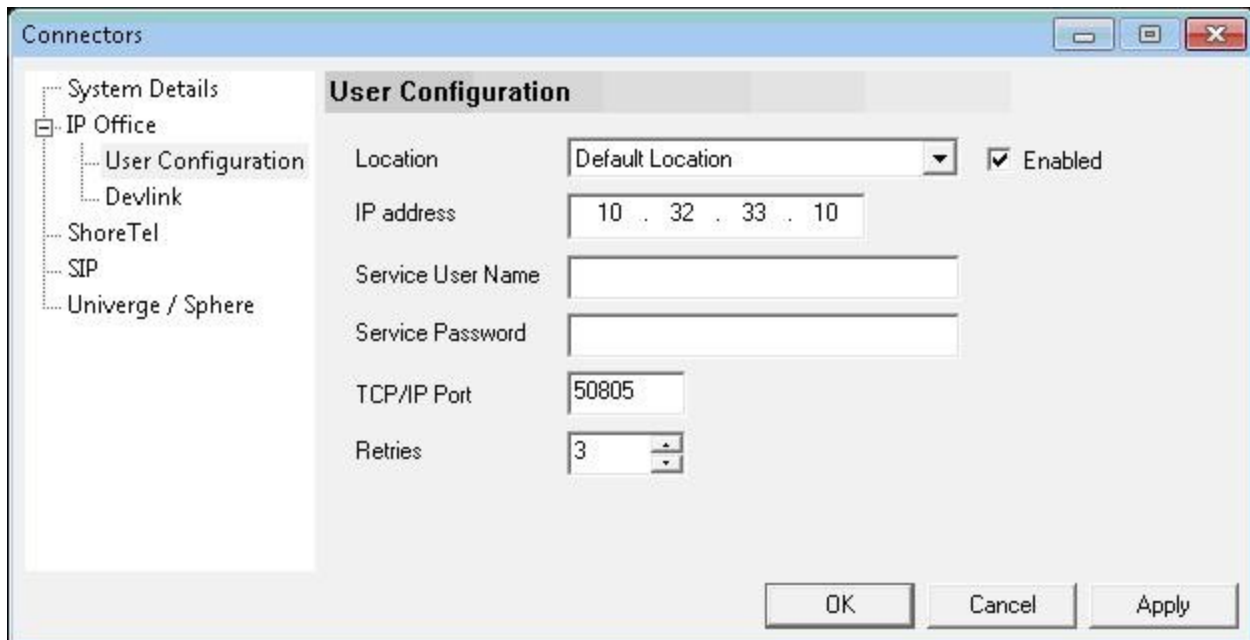 Connectors
System Details
IP Office
User Configuration
Devlink
ShoreTel
SIP
Univerge / Sphere
User Configuration
Location Default Location Enabled
IP address 10 . 32 . 33 . 10
Service User Name
Service Password
TCP/IP Port 50805
Retries 3
OK Cancel Apply